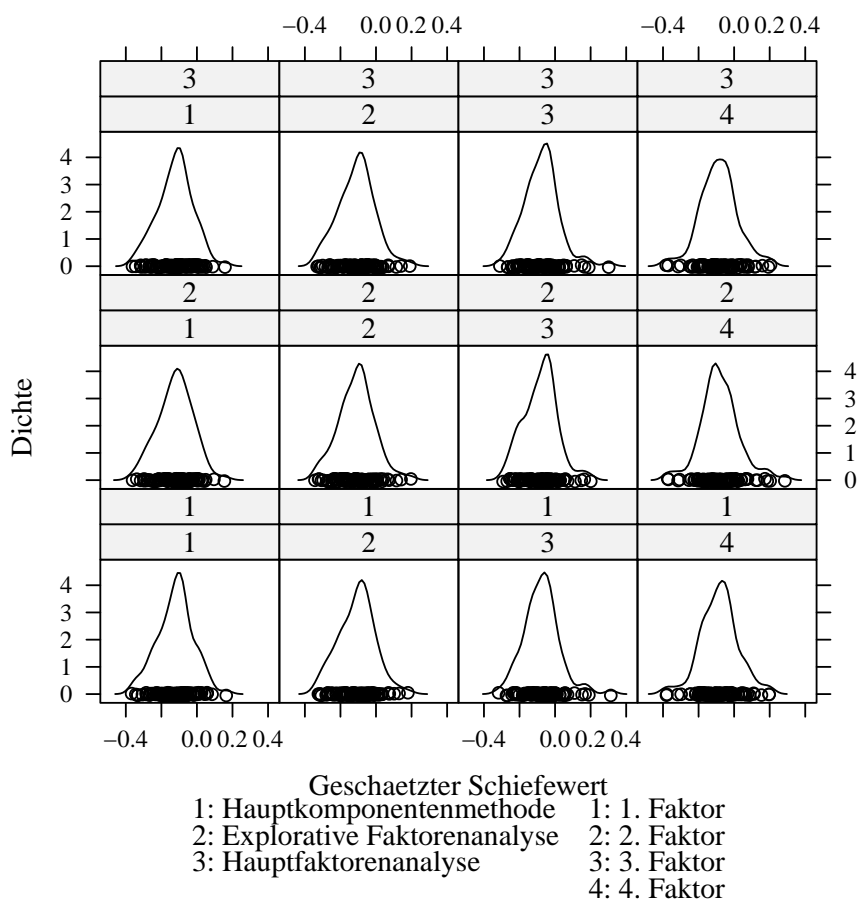 −0.4 0.0 0.2 0.4 −0.4 0.0 0.2 0.4
3 3 3 3
1 2 3 4
4
3
2
1
0
2 2 2 2
1 2 3 4
4
3
2
1
0
Dichte
1 1 1 1
1 2 3 4
4
3
2
1
0
−0.4 0.0 0.2 0.4 −0.4 0.0 0.2 0.4
Geschaetzter Schiefewert
1: Hauptkomponentenmethode 1: 1. Faktor
2: Explorative Faktorenanalyse 2: 2. Faktor
3: Hauptfaktorenanalyse 3: 3. Faktor
4: 4. Faktor